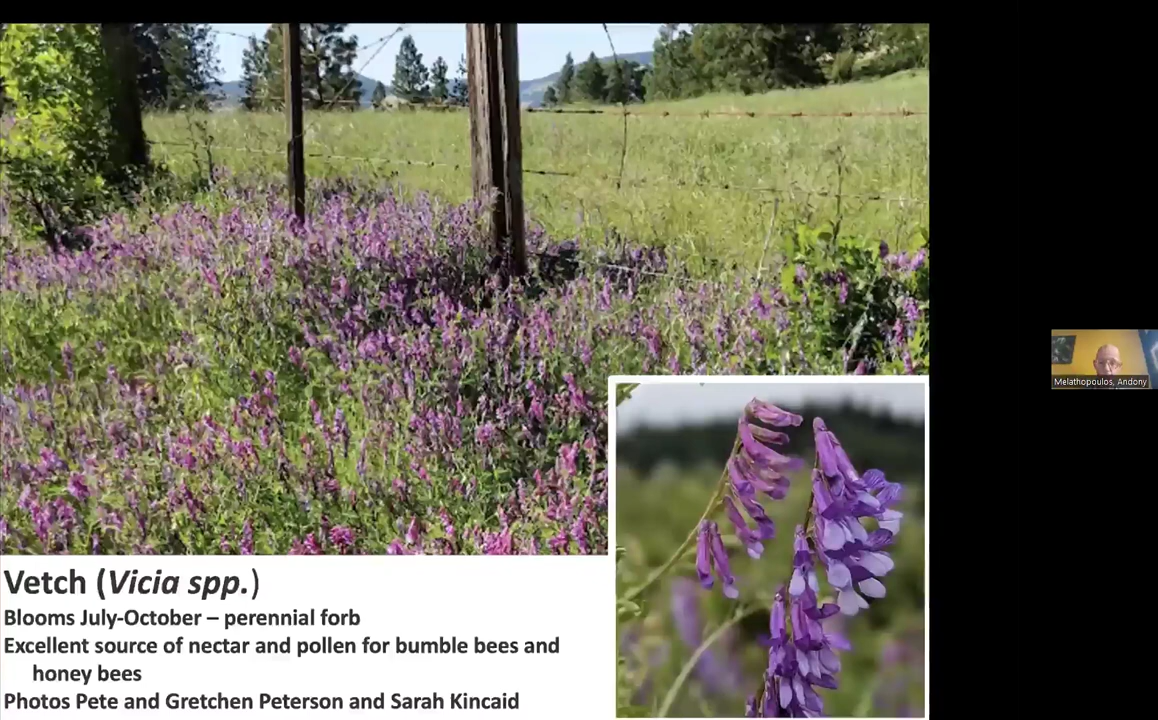 Melathopoulos, Andony
Vetch (Vicia spp.)
Blooms July-October – perennial forb
Excellent source of nectar and pollen for bumble bees and
honey bees
Photos Pete and Gretchen Peterson and Sarah Kincaid